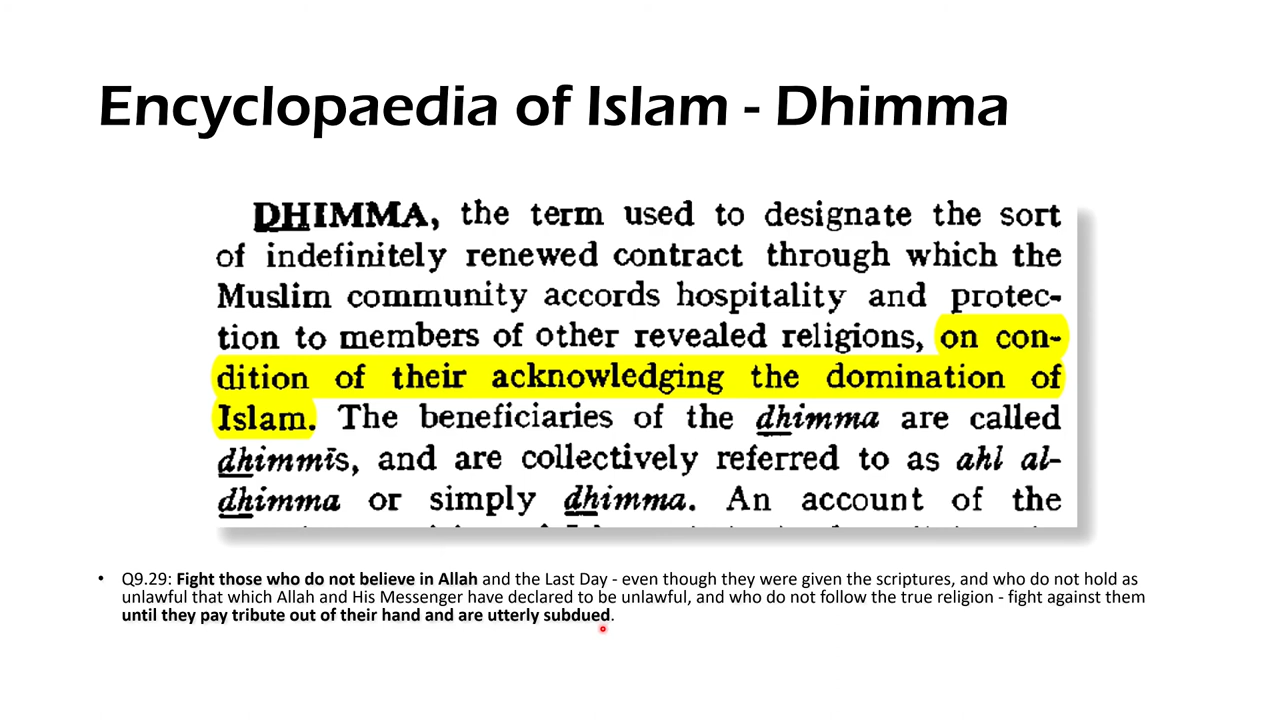 Encyclopaedia of Islam - Dhimma
DHIMMA, the term used to designate the sort
of indefinitely renewed contract through which the
Muslim community accords hospitality and protec-
tion to members of other revealed religions, on con-
dition of their acknowledging the domination of
Islam. The beneficiaries of the dhimma are called
dhimmīs, and are collectively referred to as ahl al-
dhimma or simply dhimma. An account of the
• Q9.29: Fight those who do not believe in Allah and the Last Day - even though they were given the scriptures, and who do not hold as
unlawful that which Allah and His Messenger have declared to be unlawful, and who do not follow the true religion - fight against them
until they pay tribute out of their hand and are utterly subdued.